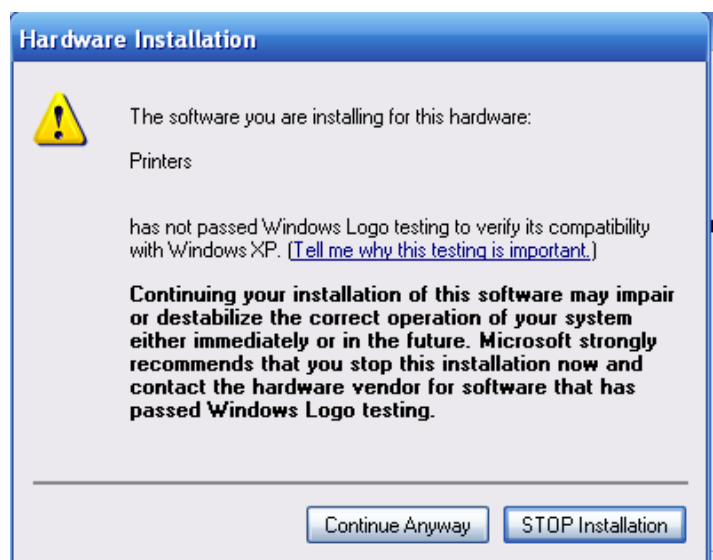 Hardware Installation
The software you are installing for this hardware:
Printers
has not passed Windows Logo testing to verify its compatibility
with Windows XP. (Tell me why this testing is important.)
Continuing your installation of this software may impair
or destabilize the correct operation of your system
either immediately or in the future. Microsoft strongly
recommends that you stop this installation now and
contact the hardware vendor for software that has
passed Windows Logo testing.
Continue Anyway STOP Installation